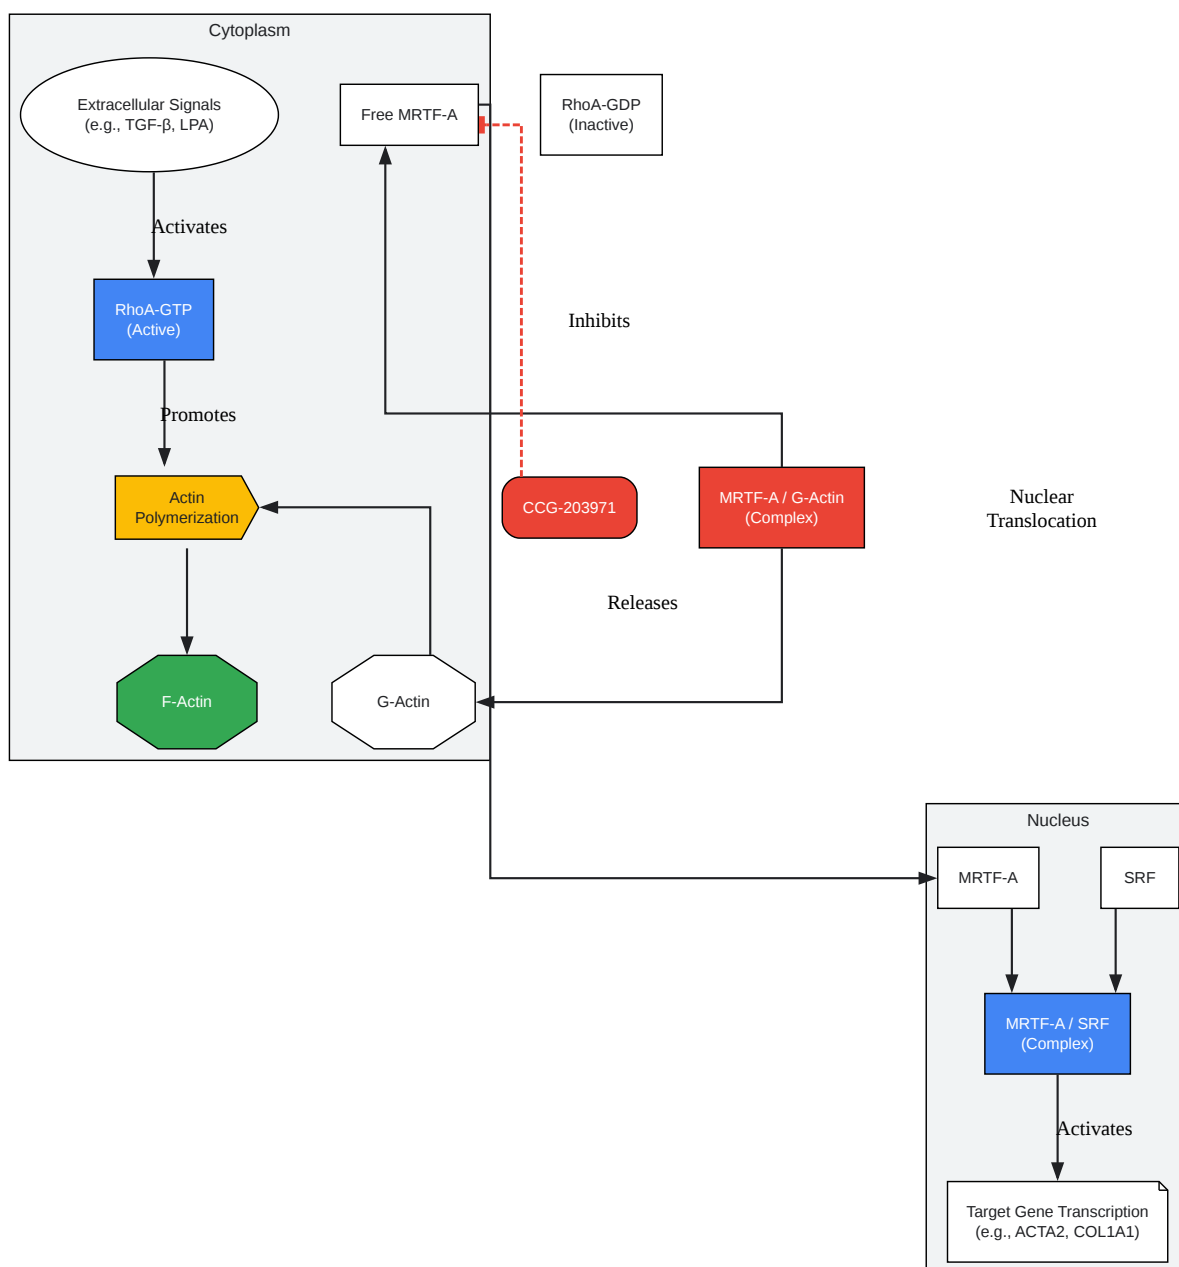 Cytoplasm
Extracellular Signals
(e.g., TGF-β, LPA)
Free MRTF-A
RhoA-GDP
(Inactive)
Activates
RhoA-GTP
(Active)
Inhibits
Promotes
Actin
Polymerization
CCG-203971
MRTF-A / G-Actin
(Complex)
Nuclear
Translocation
Releases
F-Actin
G-Actin
Nucleus
MRTF-A
SRF
MRTF-A / SRF
(Complex)
Activates
Target Gene Transcription
(e.g., ACTA2, COL1A1)